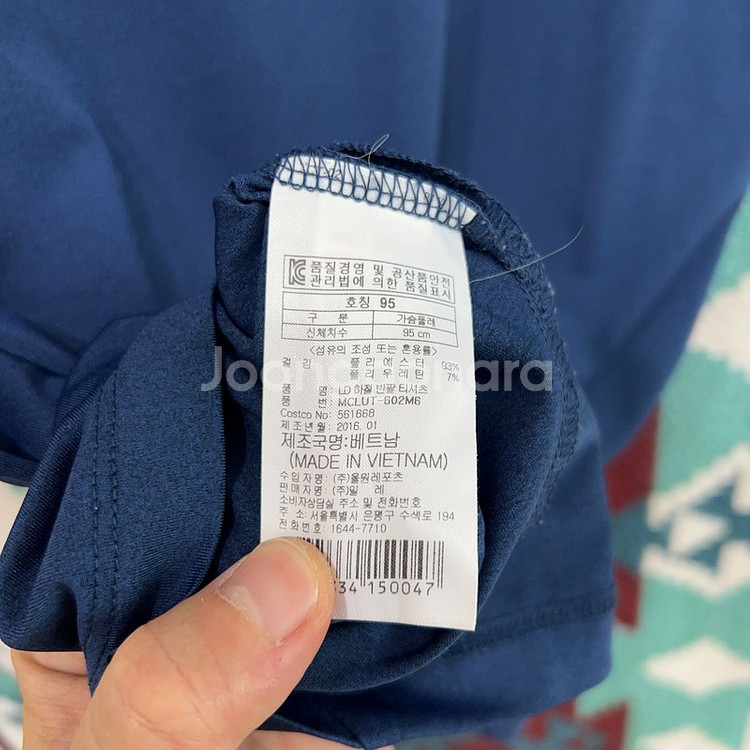 품질경영 및 공산품안전
관리법에 의한 품질표시
호칭 95
구 분 가슴둘레
신체치수 95 cm
<섬유의 조성 또는 혼용률>
겉 감 폴 리 에 스 터 93%
폴 리 우 레 탄 7%
품 명: LD 하절 반팔 티셔츠
품 번: MCLUT-602M6
Costco No: 561668
제조년월: 2016. 01
제조국명:베트남
(MADE IN VIETNAM)
수 입 자 명: (주)올원레포츠
판 매 자 명: (주)밀 레
소비자상담실 주소 및 전화번호
주 소: 서울특별시 은평구 수색로 194
전 화 번 호: 1644-7710
34 150047